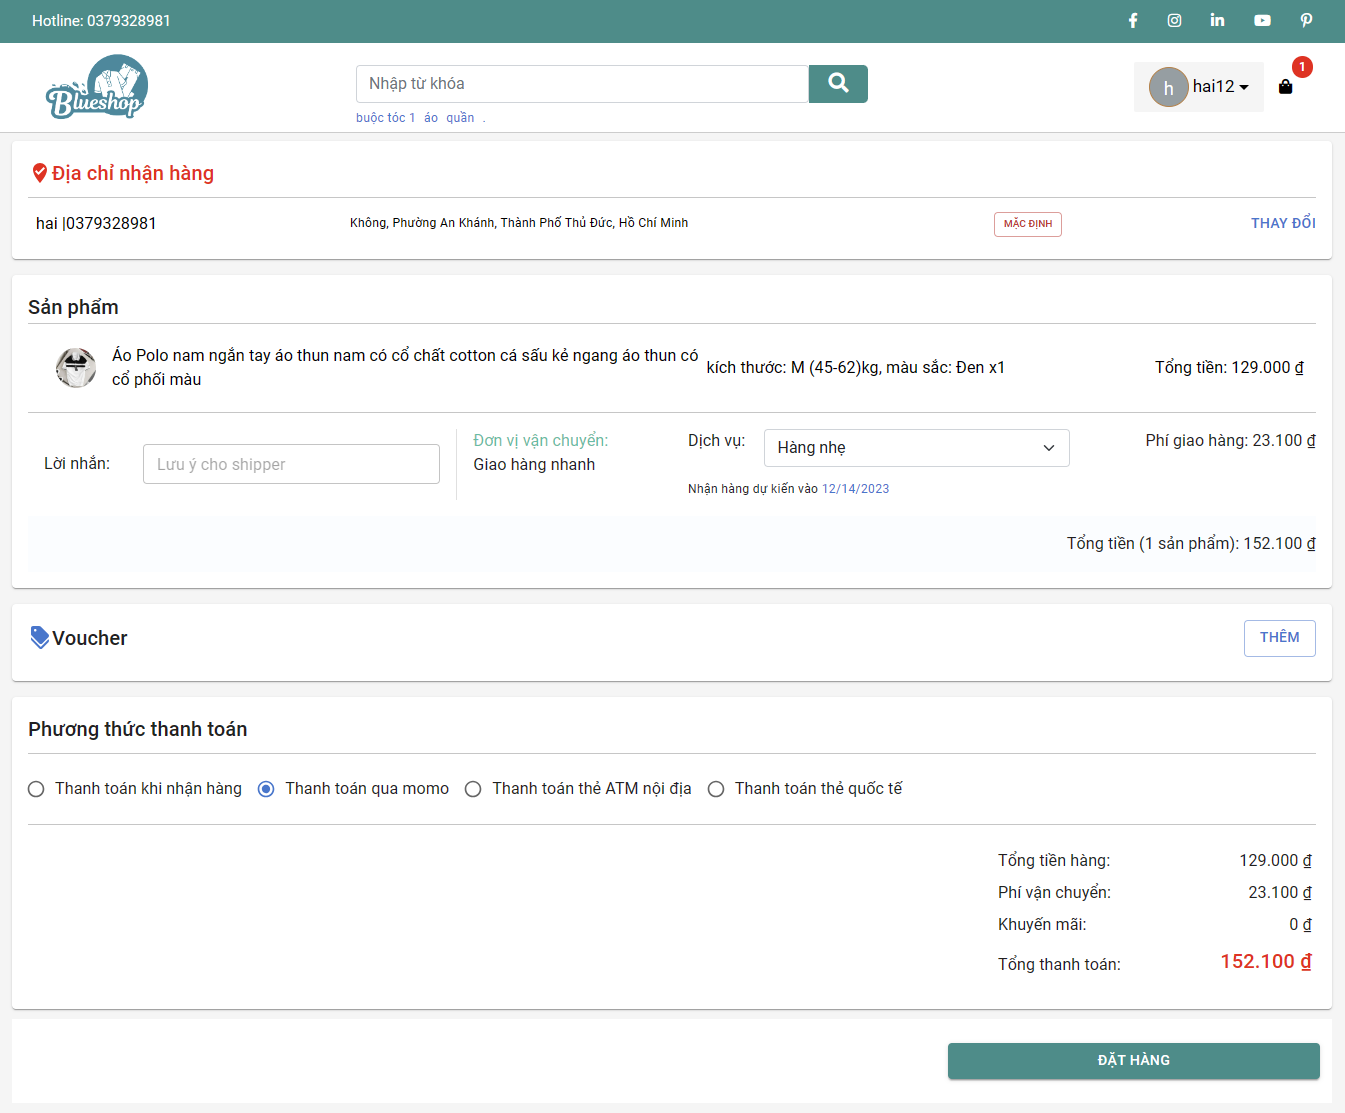 Hotline: 0379328981
Blueshop
Nhập từ khóa
h
hai12
1
buộc tóc 1 áo quần .
Địa chỉ nhận hàng
hai |0379328981
Không, Phường An Khánh, Thành Phố Thủ Đức, Hồ Chí Minh
MẶC ĐỊNH
THAY ĐỔI
Sản phẩm
Áo Polo nam ngắn tay áo thun nam có cổ chất cotton cá sấu kẻ ngang áo thun có
cổ phối màu
kích thước: M (45-62)kg, màu sắc: Đen x1
Tổng tiền: 129.000 ₫
Lời nhắn:
Lưu ý cho shipper
Đơn vị vận chuyển:
Giao hàng nhanh
Dịch vụ:
Hàng nhẹ
Nhận hàng dự kiến vào 12/14/2023
Phí giao hàng: 23.100 ₫
Tổng tiền (1 sản phẩm): 152.100 ₫
Voucher
THÊM
Phương thức thanh toán
Thanh toán khi nhận hàng
Thanh toán qua momo
Thanh toán thẻ ATM nội địa
Thanh toán thẻ quốc tế
Tổng tiền hàng: 129.000 ₫
Phí vận chuyển: 23.100 ₫
Khuyến mãi: 0 ₫
Tổng thanh toán: 152.100 ₫
ĐẶT HÀNG